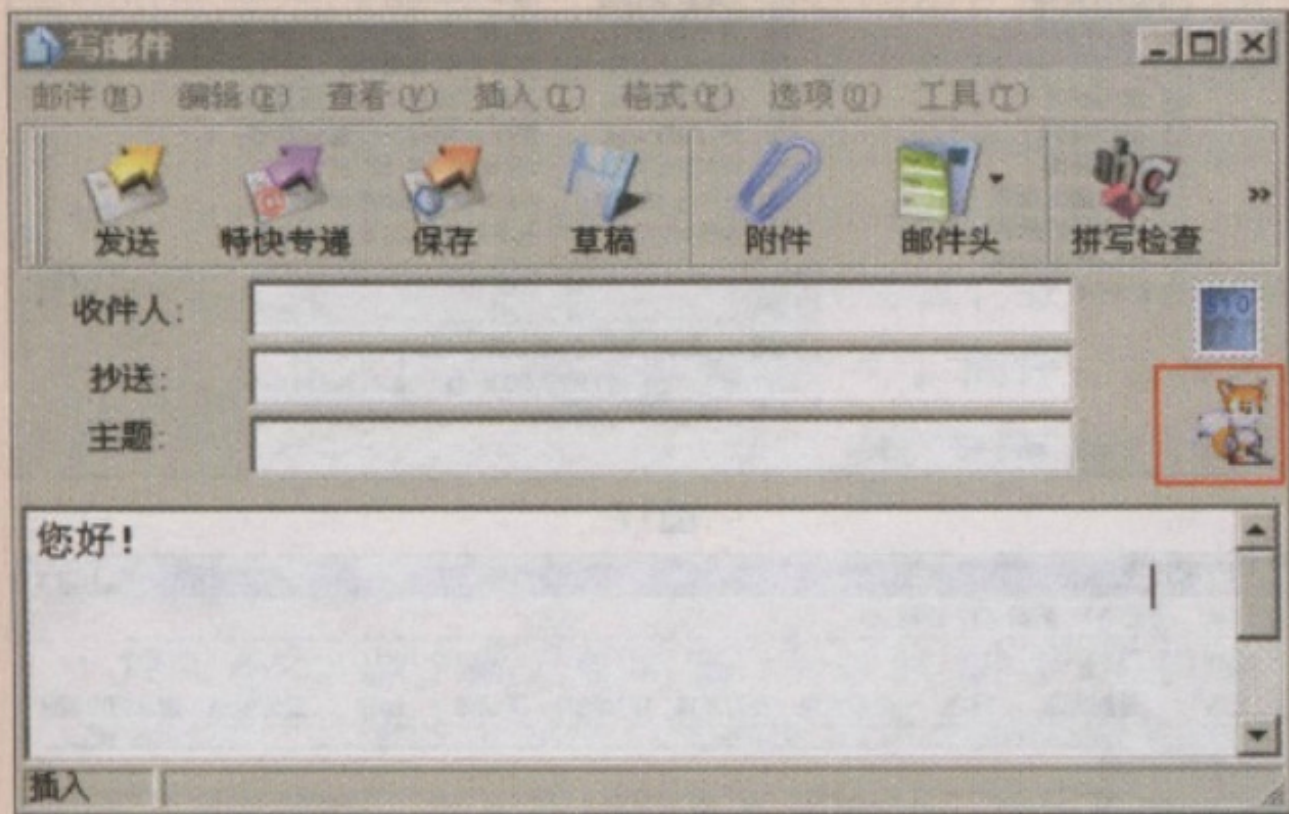 写邮件
邮件(M) 编辑(E) 查看(V) 插入(I) 格式(F) 选项(O) 工具(T)
发送 特快专递 保存 草稿 附件 邮件头 拼写检查 »
收件人:
抄送:
主题:
您好!
插入